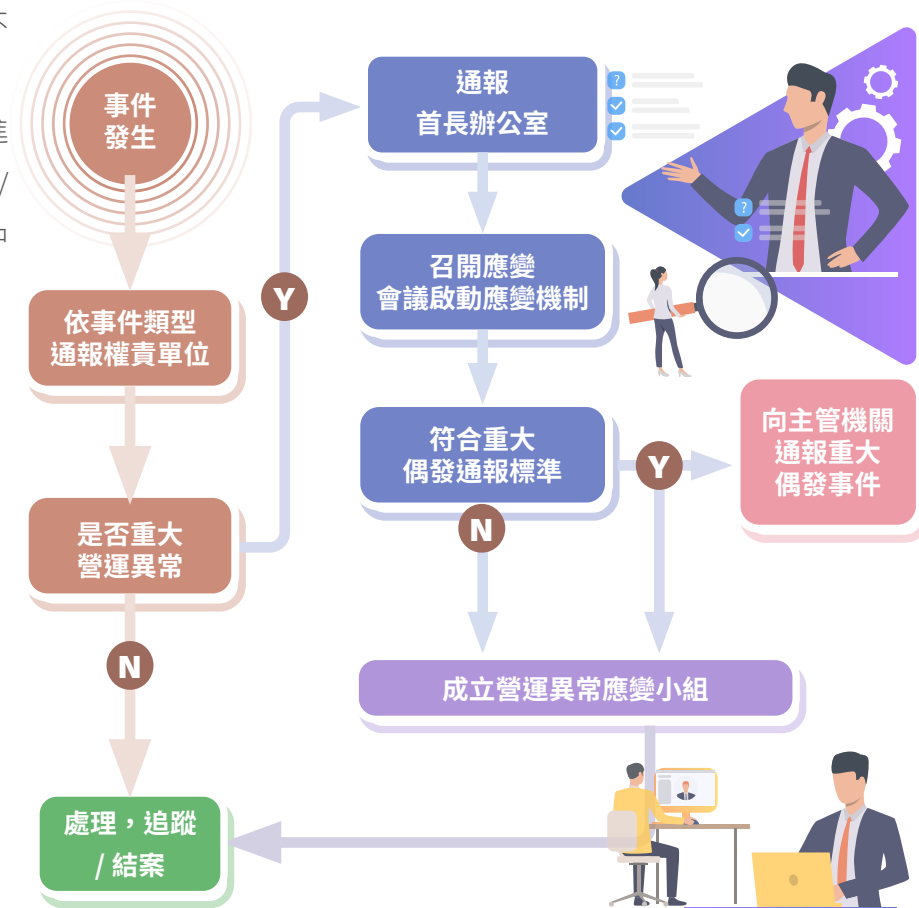 事件
發生
依事件類型
通報權責單位
是否重大
營運異常
N
處理，追蹤
/ 結案
Y
通報
首長辦公室
?
召開應變
會議啟動應變機制
符合重大
偶發通報標準
N
Y
向主管機關
通報重大
偶發事件
成立營運異常應變小組
?